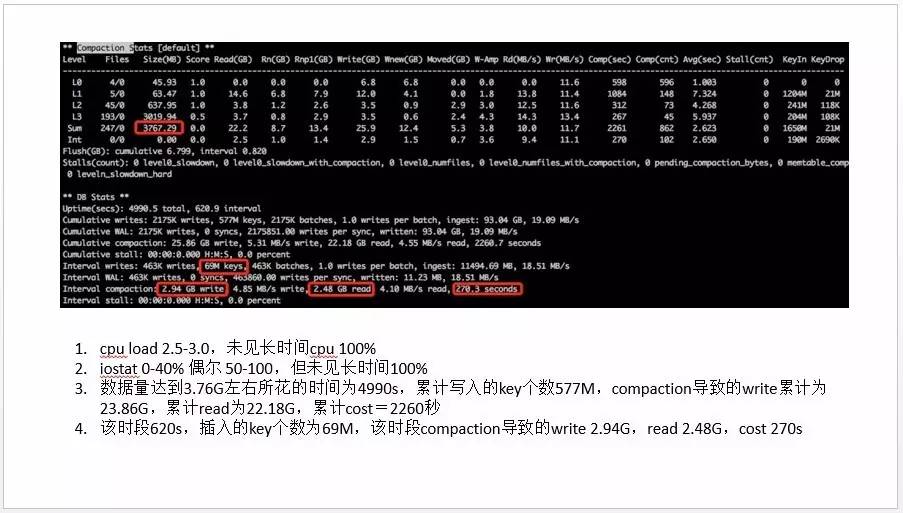 ** Compaction Stats [default] **
Level Files Size(MB) Score Read(GB) Rn(GB) Rnp1(GB) Write(GB) Wnew(GB) Moved(GB) W-Amp Rd(MB/s) Wr(MB/s) Comp(sec) Comp(cnt) Avg(sec) Stall(cnt) KeyIn KeyDrop
L0 4/0 45.93 1.0 0.0 0.0 0.0 6.8 6.8 0.0 0.0 0.0 11.6 598 596 1.003 0 0 0
L1 5/0 63.47 1.0 14.6 6.8 7.9 12.0 4.1 0.0 1.8 13.8 11.4 1084 148 7.324 0 1204M 21M
L2 45/0 637.95 1.0 3.8 1.2 2.6 3.5 0.9 2.9 3.0 12.5 11.6 312 73 4.268 0 241M 118K
L3 193/0 3019.94 0.5 3.7 0.8 2.9 3.5 0.6 2.4 4.3 14.3 13.4 267 45 5.937 0 204M 108K
Sum 247/0 3767.29 0.0 22.2 8.7 13.4 25.9 12.4 5.3 3.8 10.0 11.7 2261 862 2.623 0 1650M 21M
Int 0/0 0.00 0.0 2.5 1.0 1.4 2.9 1.5 0.7 3.6 9.4 11.1 270 102 2.650 0 190M 2690K
Flush(GB): cumulative 6.799, interval 0.820
Stalls(count): 0 level0_slowdown, 0 level0_slowdown_with_compaction, 0 level0_numfiles, 0 level0_numfiles_with_compaction, 0 pending_compaction_bytes, 0 memtable_comp
0 leveln_slowdown_hard
** DB Stats **
Uptime(secs): 4990.5 total, 620.9 interval
Cumulative writes: 2175K writes, 577M keys, 2175K batches, 1.0 writes per batch, ingest: 93.04 GB, 19.09 MB/s
Cumulative WAL: 2175K writes, 0 syncs, 2175851.00 writes per sync, written: 93.04 GB, 19.09 MB/s
Cumulative compaction: 25.86 GB write, 5.31 MB/s write, 22.18 GB read, 4.55 MB/s read, 2260.7 seconds
Cumulative stall: 00:00:0.000 H:M:S, 0.0 percent
Interval writes: 463K writes, 69M keys, 463K batches, 1.0 writes per batch, ingest: 11494.69 MB, 18.51 MB/s
Interval WAL: 463K writes, 0 syncs, 463860.00 writes per sync, written: 11.23 MB, 18.51 MB/s
Interval compaction: 2.94 GB write, 4.85 MB/s write, 2.48 GB read, 4.10 MB/s read, 270.3 seconds
Interval stall: 00:00:0.000 H:M:S, 0.0 percent
1. cpu load 2.5-3.0，未见长时间cpu 100%
2. iostat 0-40% 偶尔 50-100，但未见长时间100%
3. 数据量达到3.76G左右所花的时间为4990s，累计写入的key个数577M，compaction导致的write累计为
23.86G，累计read为22.18G，累计cost＝2260秒
4. 该时段620s，插入的key个数为69M，该时段compaction导致的write 2.94G，read 2.48G，cost 270s